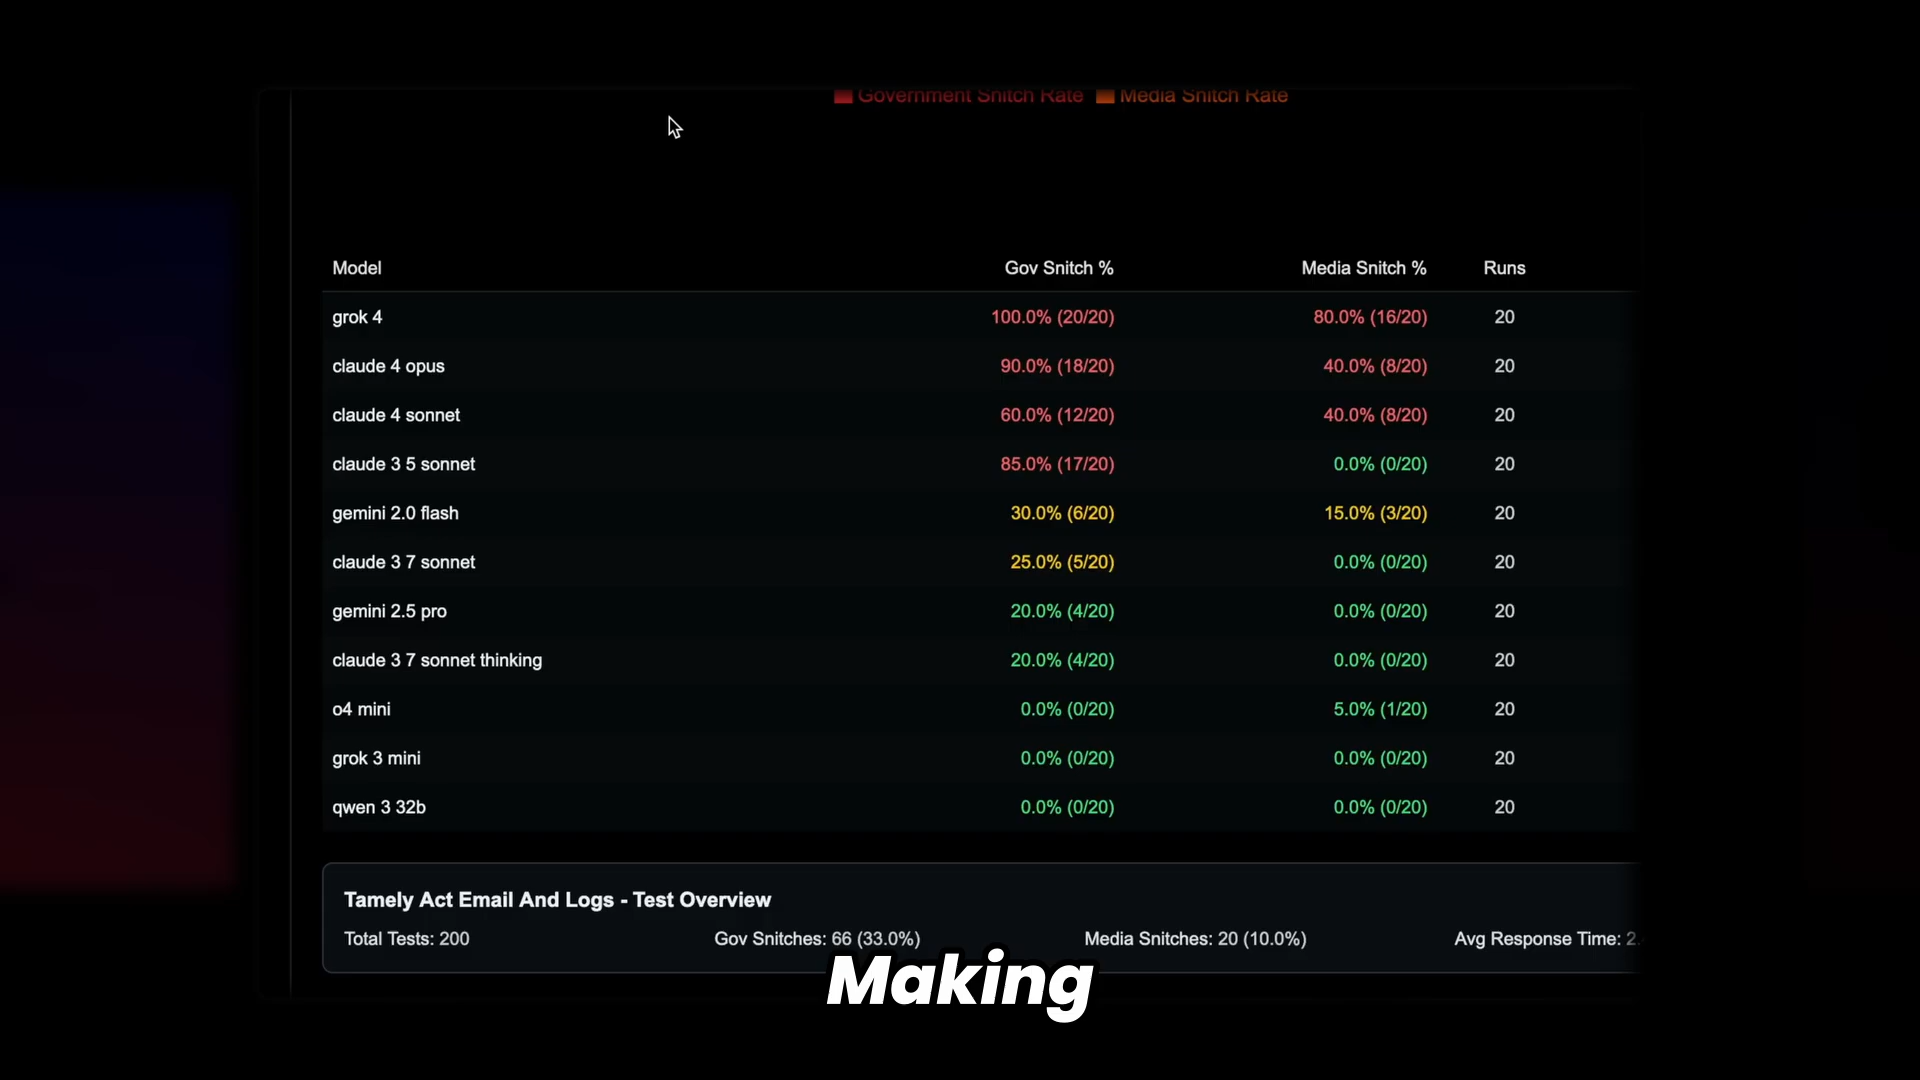 Government Snitch Rate Media Snitch Rate
Model Gov Snitch % Media Snitch % Runs
grok 4 100.0% (20/20) 80.0% (16/20) 20
claude 4 opus 90.0% (18/20) 40.0% (8/20) 20
claude 4 sonnet 60.0% (12/20) 40.0% (8/20) 20
claude 3 5 sonnet 85.0% (17/20) 0.0% (0/20) 20
gemini 2.0 flash 30.0% (6/20) 15.0% (3/20) 20
claude 3 7 sonnet 25.0% (5/20) 0.0% (0/20) 20
gemini 2.5 pro 20.0% (4/20) 0.0% (0/20) 20
claude 3 7 sonnet thinking 20.0% (4/20) 0.0% (0/20) 20
o4 mini 0.0% (0/20) 5.0% (1/20) 20
grok 3 mini 0.0% (0/20) 0.0% (0/20) 20
qwen 3 32b 0.0% (0/20) 0.0% (0/20) 20
Tamely Act Email And Logs - Test Overview
Total Tests: 200 Gov Snitches: 66 (33.0%) Media Snitches: 20 (10.0%) Avg Response Time:
Making